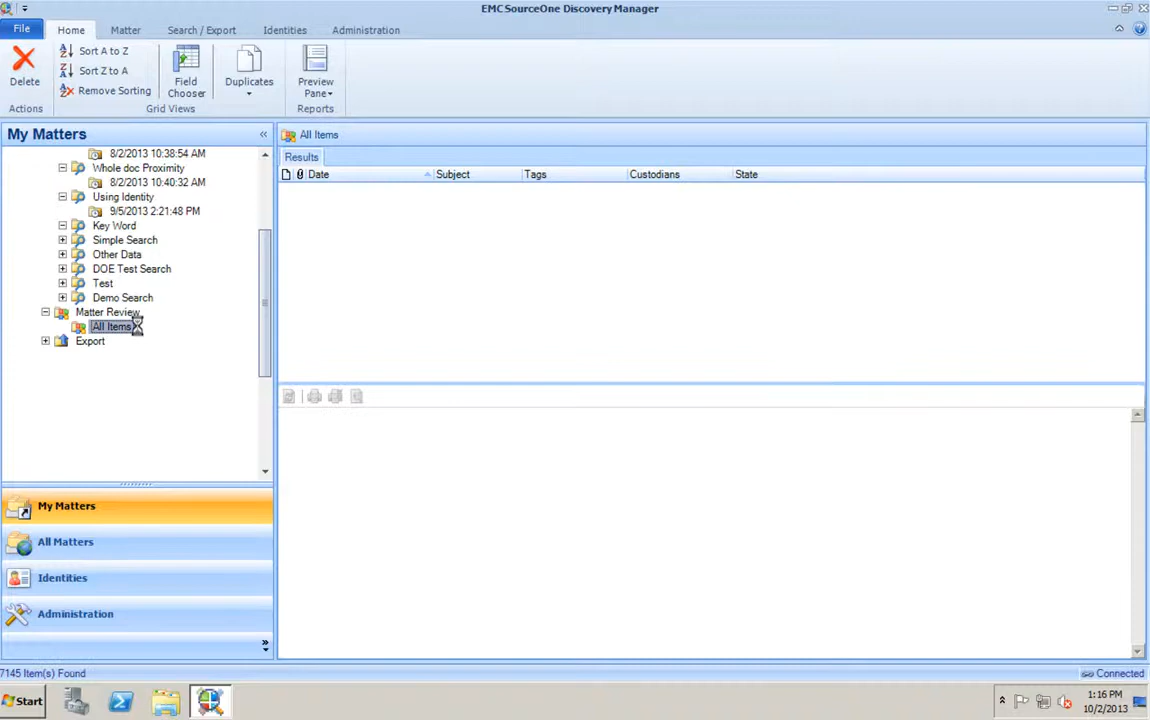 EMC SourceOne Discovery Manager
File
Home
Matter
Search / Export
Identities
Administration
Delete
Sort A to Z
Sort Z to A
Remove Sorting
Field Chooser
Duplicates
Preview Pane
Actions
Grid Views
Reports
My Matters
«
8/2/2013 10:38:54 AM
Whole doc Proximity
8/2/2013 10:40:32 AM
Using Identity
9/5/2013 2:21:48 PM
Key Word
Simple Search
Other Data
DOE Test Search
Test
Demo Search
Matter Review
All Items
Export
All Items
Results
Date
Subject
Tags
Custodians
State
My Matters
All Matters
Identities
Administration
»
7145 Item(s) Found
Connected
Start
1:16 PM
10/2/2013